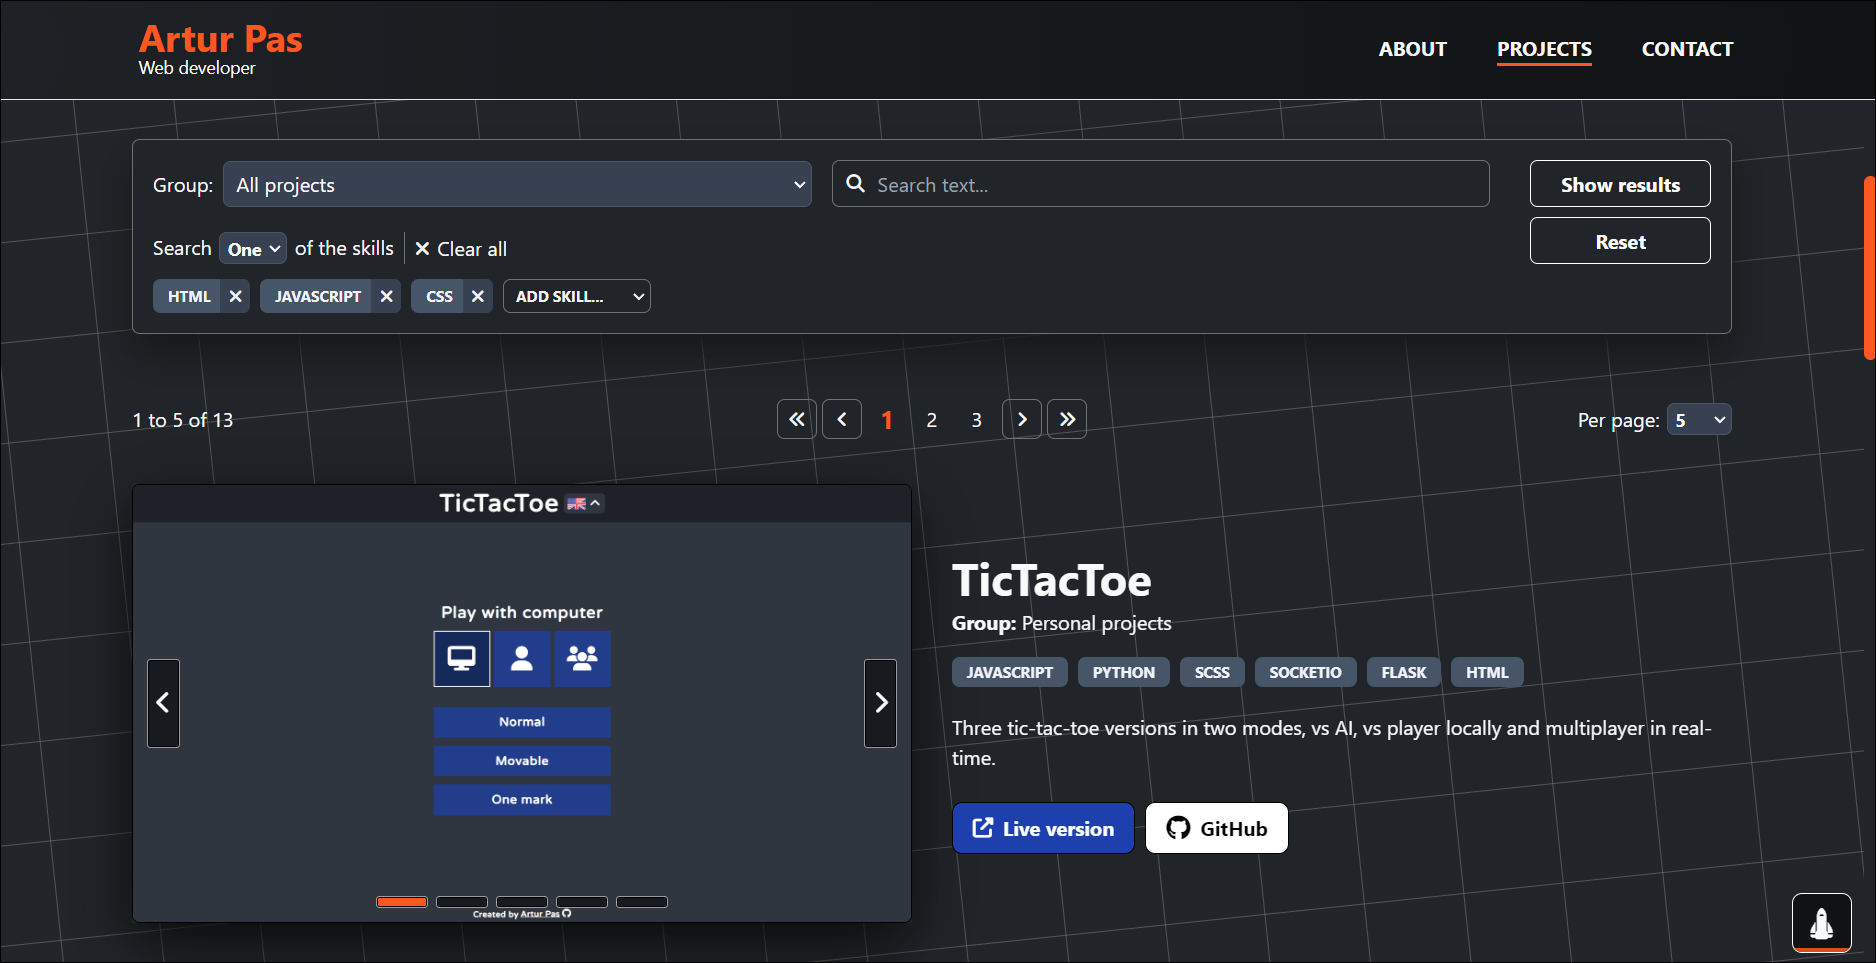 Artur Pas
Web developer
ABOUT PROJECTS CONTACT
Group: All projects Search text... Show results
Reset
Search One of the skills Clear all
HTML JAVASCRIPT CSS ADD SKILL...
1 to 5 of 13 1 2 3 Per page: 5
TicTacToe
Play with computer
Normal
Movable
One mark
Created by Artur Pas
TicTacToe
Group: Personal projects
JAVASCRIPT PYTHON SCSS SOCKETIO FLASK HTML
Three tic-tac-toe versions in two modes, vs AI, vs player locally and multiplayer in real-
time.
Live version GitHub